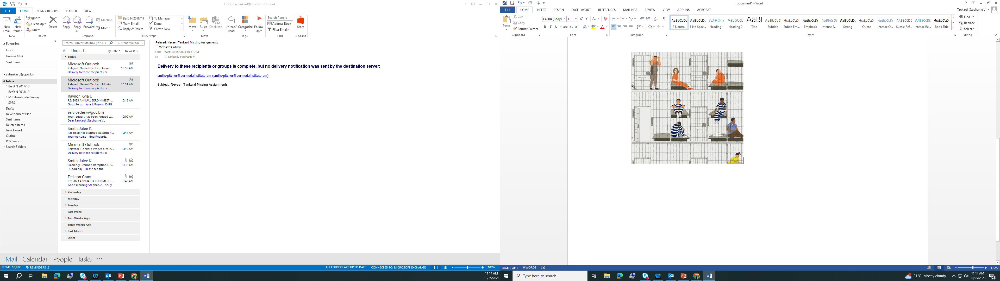 Inbox - svtankard@gov.bm - Outlook
FILE HOME SEND / RECEIVE FOLDER VIEW
New Email
New Items
Ignore
Clean Up
Junk
Delete
Reply
Reply All
Forward
Meeting
More
BerDIN 2018/19
Team Email
Reply & Delete
To Manager
Done
Create New
Move
Rules
OneNote
Unread/ Read
Categorize
Follow Up
Search People
Address Book
Filter Email
Store
New Delete Respond Quick Steps Move Tags Find Add-ins
Favorites
Inbox
Unread Mail
Sent Items
svtankard@gov.bm
Inbox
BerDIN 2017/18
BerDIN 2018/19
MT Stakeholder Survey
SPSS
Drafts
Development Plan
Sent Items
Deleted Items
Junk E-mail
Outbox
RSS Feeds
Search Folders
Search Current Mailbox (Ctrl+E) Current Mailbox
All Unread By Date Newest
Today
Microsoft Outlook
Relayed: Nevaeh Tankard Incom... 10:55 AM
Delivery to these recipients or
Microsoft Outlook
Relayed: Nevaeh Tankard Missin... 10:51 AM
Delivery to these recipients or
Raynor, Kyla J.
RE: 2023 ANNUAL BERDIN MEETI... 10:18 AM
Good to go. Kyla J. Raynor, DrPH
servicedesk@gov.bm
Your request has been logged w... 10:00 AM
Dear Tankard, Stephanie V.,
Smith, Julee K.
RE: Emailing: Scanned Reception... 9:44 AM
Your welcome Kind Regards,
Microsoft Outlook
Relayed: STankard Wages-Oct 25... 9:40 AM
Delivery to these recipients or
Smith, Julee K.
Emailing: Scanned Reception Uri... 9:32 AM
Good day Please see the
DeLeon Grant
Re: 2023 ANNUAL BERDIN MEETI... 8:48 AM
Good morning Stephanie, Sorry
Yesterday
Monday
Sunday
Last Week
Two Weeks Ago
Three Weeks Ago
Last Month
Older
Relayed: Nevaeh Tankard Missing Assignments
Microsoft Outlook
Sent Wed 10/25/2023 10:51 AM
To Tankard, Stephanie V.
Delivery to these recipients or groups is complete, but no delivery notification was sent by the destination server:
smills-pitcher@bermudainstitute.bm (smills-pitcher@bermudainstitute.bm)
Subject: Nevaeh Tankard Missing Assignments
Mail Calendar People Tasks
ITEMS: 10,972 REMINDERS: 2 ALL FOLDERS ARE UP TO DATE. CONNECTED TO: MICROSOFT EXCHANGE 100%
11:14 AM
10/25/2023
Document1 - Word
FILE HOME INSERT DESIGN PAGE LAYOUT REFERENCES MAILINGS REVIEW VIEW ADD-INS ACROBAT Tankard, Stephanie V.
Paste
Cut
Copy
Format Painter
Calibri (Body) 11
AaBbCcDc AaBbCcDc AaBbCc AaBbCcD AaBl AaBbCcD AaBbCcDt AaBbCcDt AaBbCcDt AaBbCcDc AaBbCcDt AaBbCcDt AABBCCDD AABBCCDD AaBbCcDt
¶ Normal ¶ No Spac... Heading 1 Heading 2 Title Subtitle Subtle Em... Emphasis Intense E... Strong Quote Intense Q... Subtle Ref... Intense Re... Book Title
Find
Replace
Select
Clipboard Font Paragraph Styles Editing
PAGE 1 OF 1 0 WORDS 170%
Type here to search
21°C Mostly cloudy
11:14 AM
10/25/2023
21